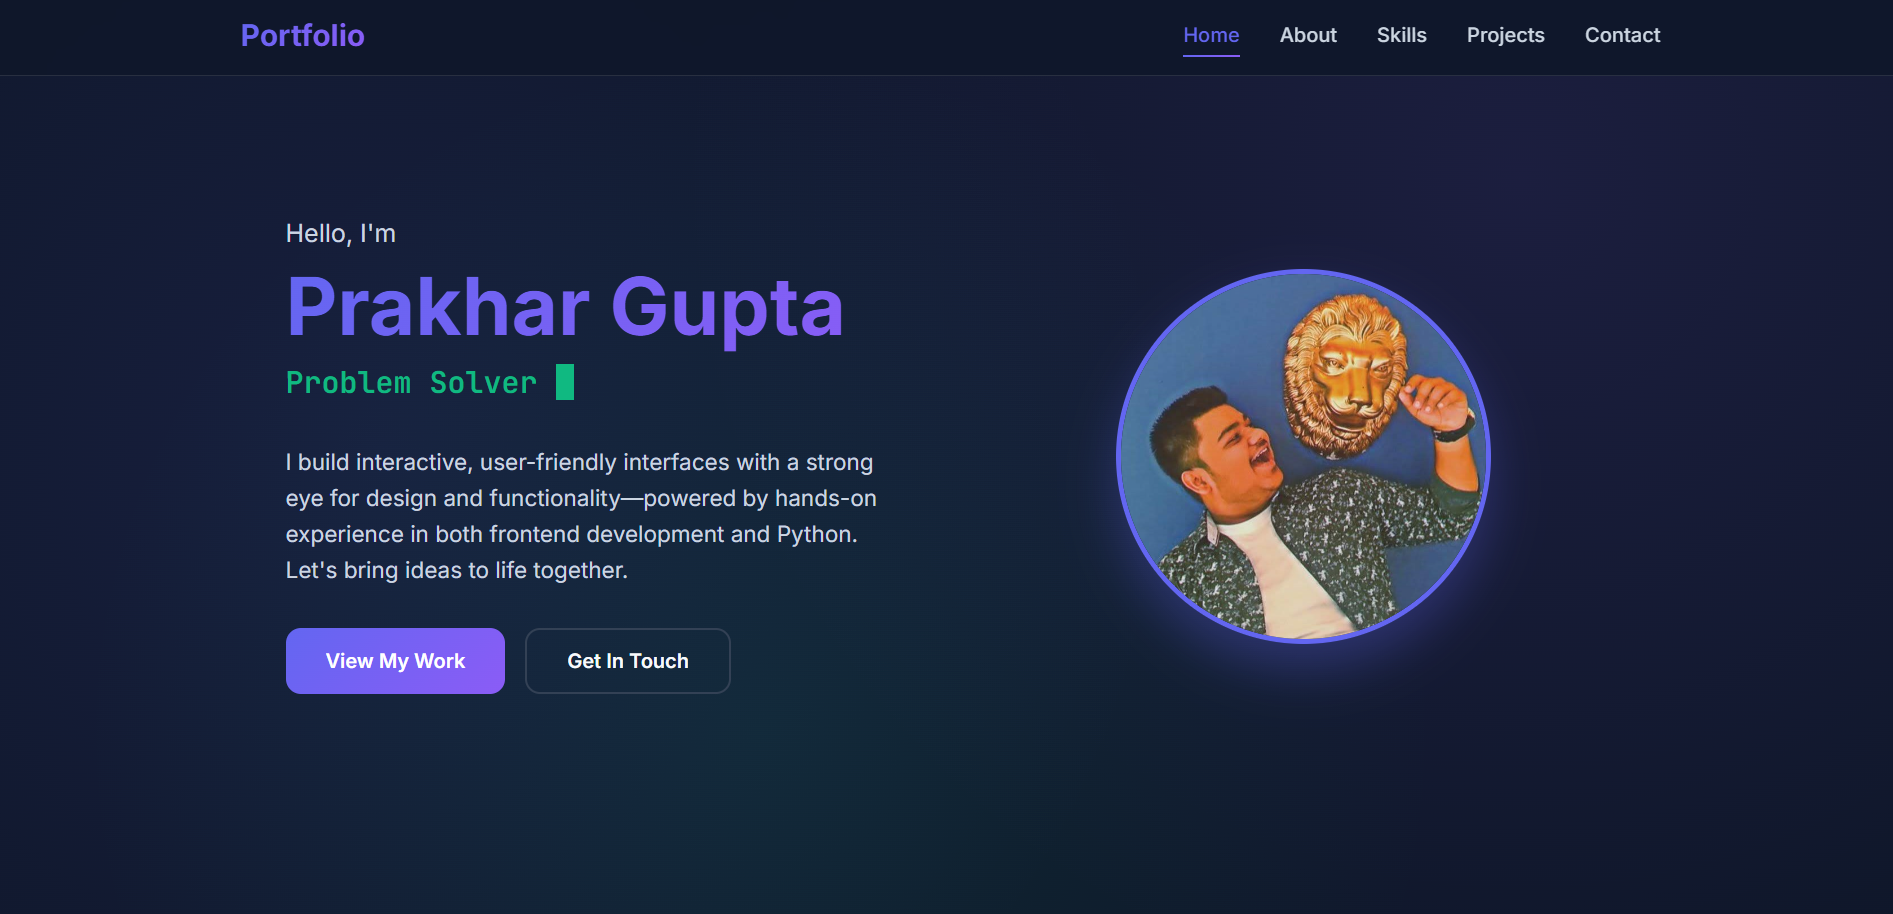 Portfolio
Home About Skills Projects Contact
Hello, I'm
Prakhar Gupta
Problem Solver
I build interactive, user-friendly interfaces with a strong
eye for design and functionality—powered by hands-on
experience in both frontend development and Python.
Let's bring ideas to life together.
View My Work Get In Touch